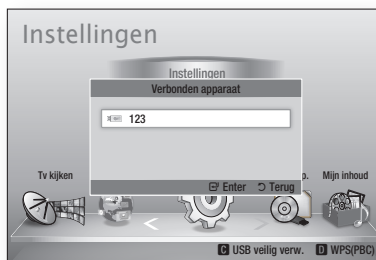 Instellingen
Instellingen
Verbonden apparaat
123
Enter Terug
Tv kijken
p.
Mijn inhoud
C USB veilig verw. D WPS(PBC)